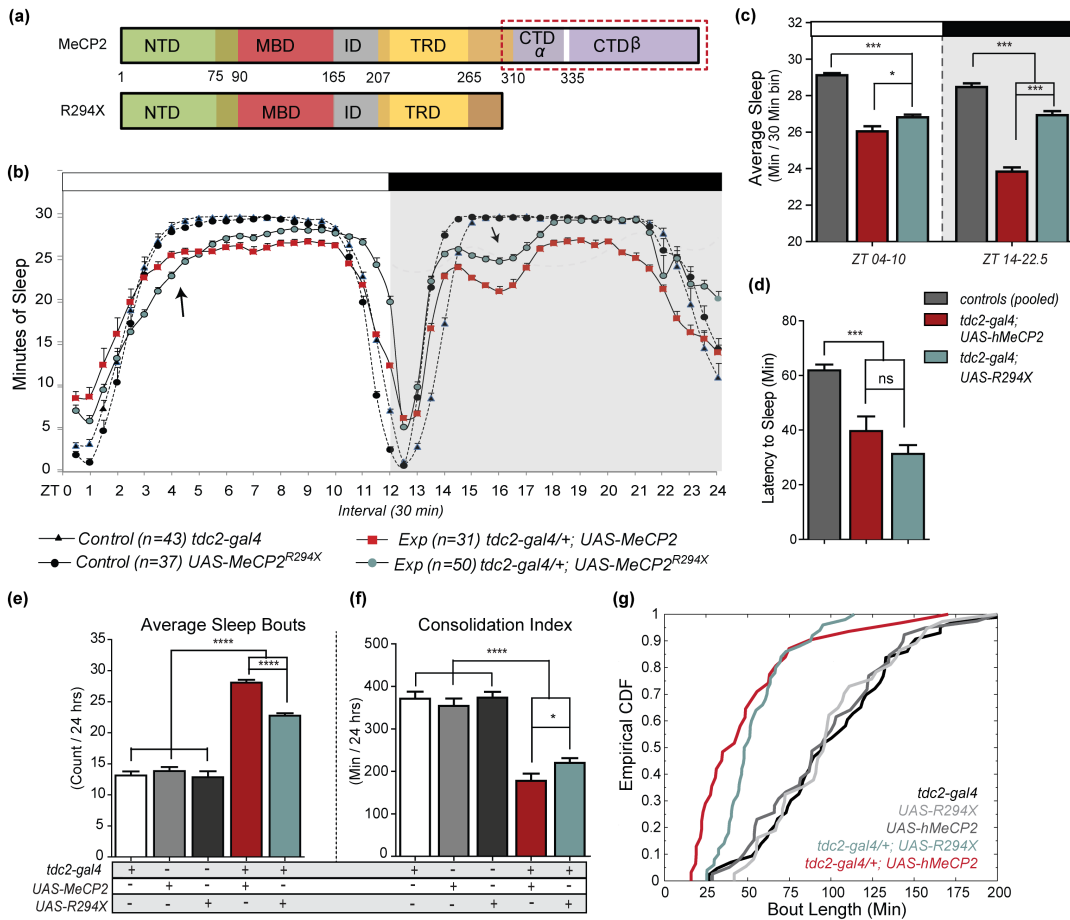 (a)
MeCP2 NTD MBD ID TRD CTD α CTDβ
1 75 90 165 207 265 310 335
R294X NTD MBD ID TRD
(b)
Minutes of Sleep
30
25
20
15
10
5
0
ZT 0 1 2 3 4 5 6 7 8 9 10 11 12 13 14 15 16 17 18 19 20 21 22 23 24
Interval (30 min)
Control (n=43) tdc2-gal4
Control (n=37) UAS-MeCP2R294X
Exp (n=31) tdc2-gal4/+; UAS-MeCP2
Exp (n=50) tdc2-gal4/+; UAS-MeCP2R294X
(c)
Average Sleep
(Min / 30 Min bin)
32
30
28
26
24
22
20
*** * *** ***
ZT 04-10 ZT 14-22.5
(d)
Latency to Sleep (Min)
80
60
40
20
0
***
ns
controls (pooled)
tdc2-gal4;
UAS-hMeCP2
tdc2-gal4;
UAS-R294X
(e)
Average Sleep Bouts
(Count / 24 hrs)
35
30
25
20
15
10
5
0
****
****
(f)
Consolidation Index
(Min / 24 hrs)
500
400
300
200
100
0
****
*
tdc2-gal4 + - - + + + - - + +
UAS-MeCP2 - + - + - - + - + -
UAS-R294X - - + - + - - + - +
(g)
Empirical CDF
1
0.9
0.8
0.7
0.6
0.5
0.4
0.3
0.2
0.1
0
0 25 50 75 100 125 150 175 200
Bout Length (Min)
tdc2-gal4
UAS-R294X
UAS-hMeCP2
tdc2-gal4/+; UAS-R294X
tdc2-gal4/+; UAS-hMeCP2